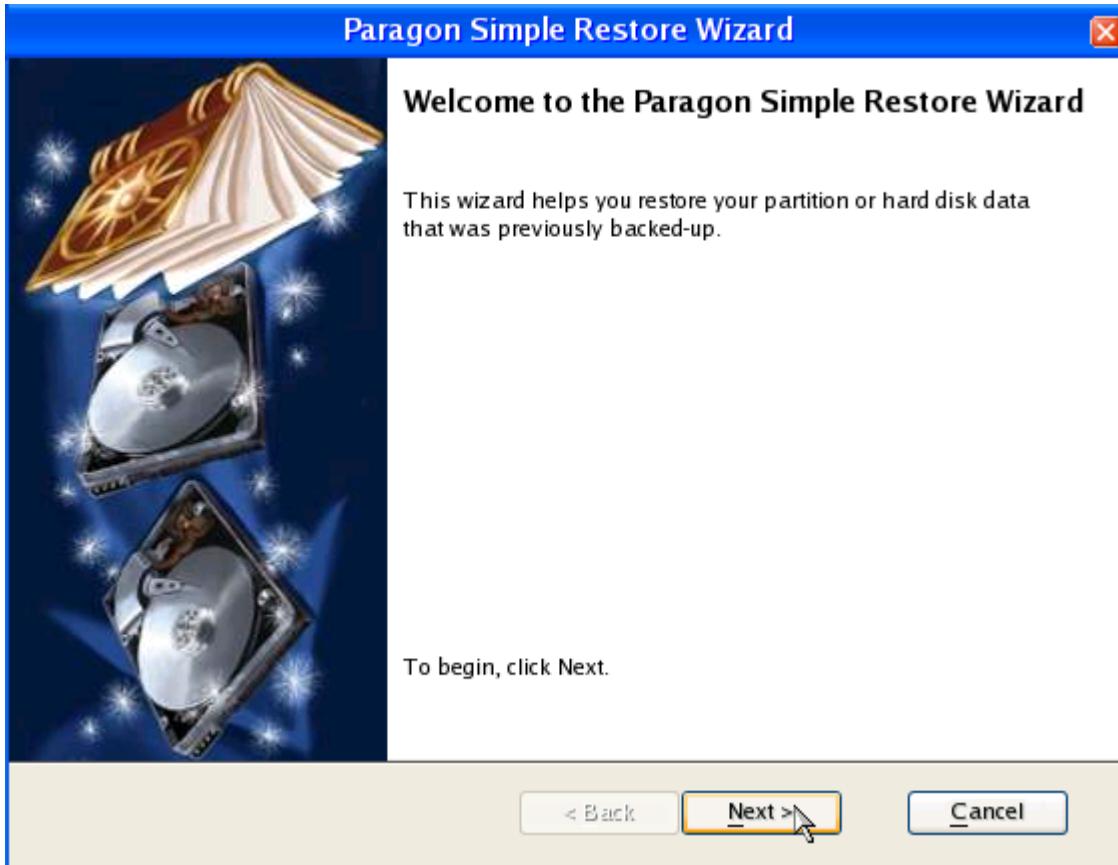 Paragon Simple Restore Wizard
Welcome to the Paragon Simple Restore Wizard
This wizard helps you restore your partition or hard disk data
that was previously backed-up.
To begin, click Next.
< Back
Next >
Cancel